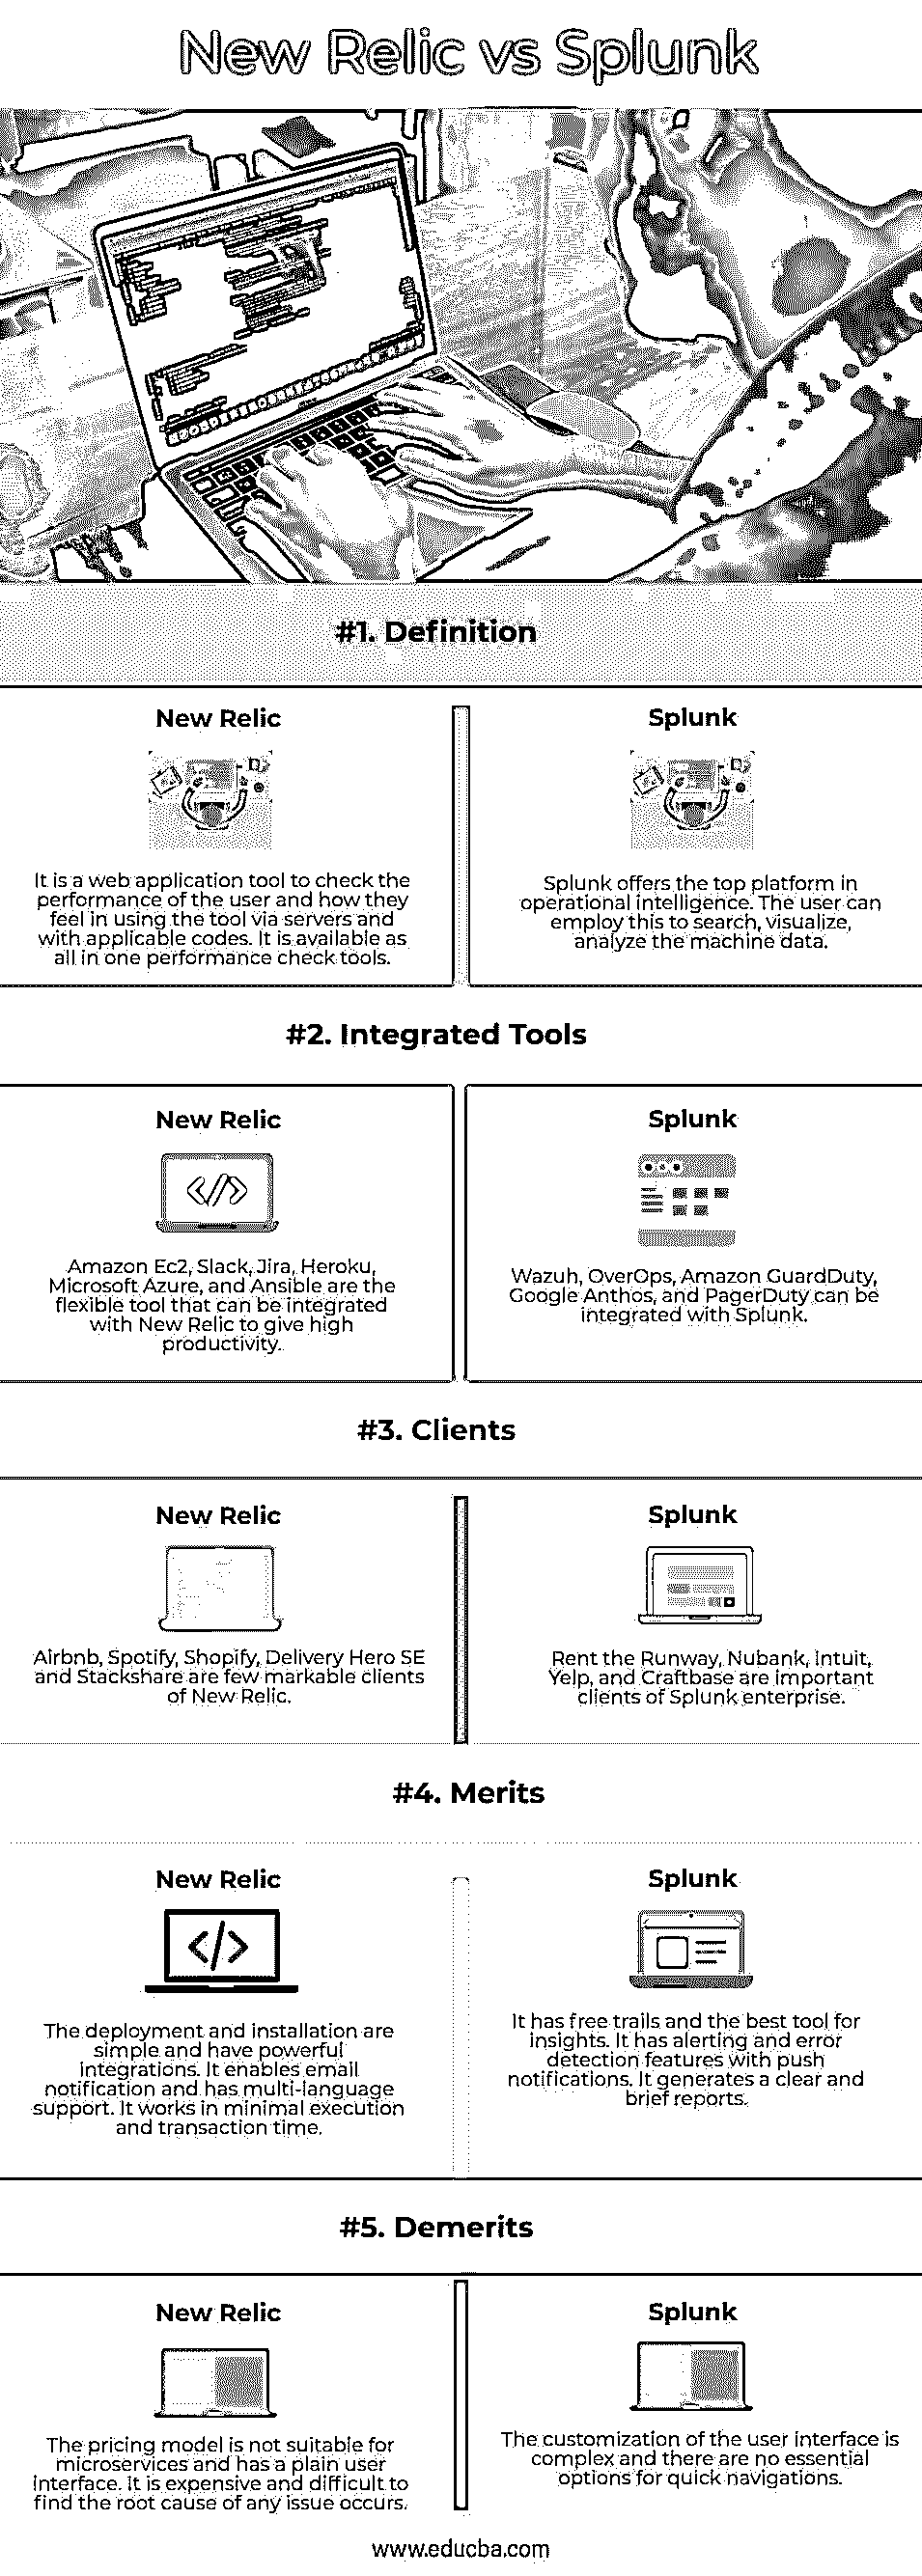 New Relic vs Splunk
#1. Definition
New Relic
It is a web application tool to check the
performance of the user and how they
feel in using the tool via servers and
with applicable codes. It is available as
all in one performance check tools.
Splunk
Splunk offers the top platform in
operational intelligence. The user can
employ this to search, visualize,
analyze the machine data.
#2. Integrated Tools
New Relic
Amazon Ec2, Slack, Jira, Heroku,
Microsoft Azure, and Ansible are the
flexible tool that can be integrated
with New Relic to give high
productivity.
Splunk
Wazuh, OverOps, Amazon GuardDuty,
Google Anthos, and PagerDuty can be
integrated with Splunk.
#3. Clients
New Relic
Airbnb, Spotify, Shopify, Delivery Hero SE
and Stackshare are few markable clients
of New Relic.
Splunk
Rent the Runway, Nubank, Intuit,
Yelp, and Craftbase are important
clients of Splunk enterprise.
#4. Merits
New Relic
The deployment and installation are
simple and have powerful
integrations. It enables email
notification and has multi-language
support. It works in minimal execution
and transaction time.
Splunk
It has free trails and the best tool for
insights. It has alerting and error
detection features with push
notifications. It generates a clear and
brief reports.
#5. Demerits
New Relic
The pricing model is not suitable for
microservices and has a plain user
interface. It is expensive and difficult to
find the root cause of any issue occurs.
Splunk
The customization of the user interface is
complex and there are no essential
options for quick navigations.
www.educba.com